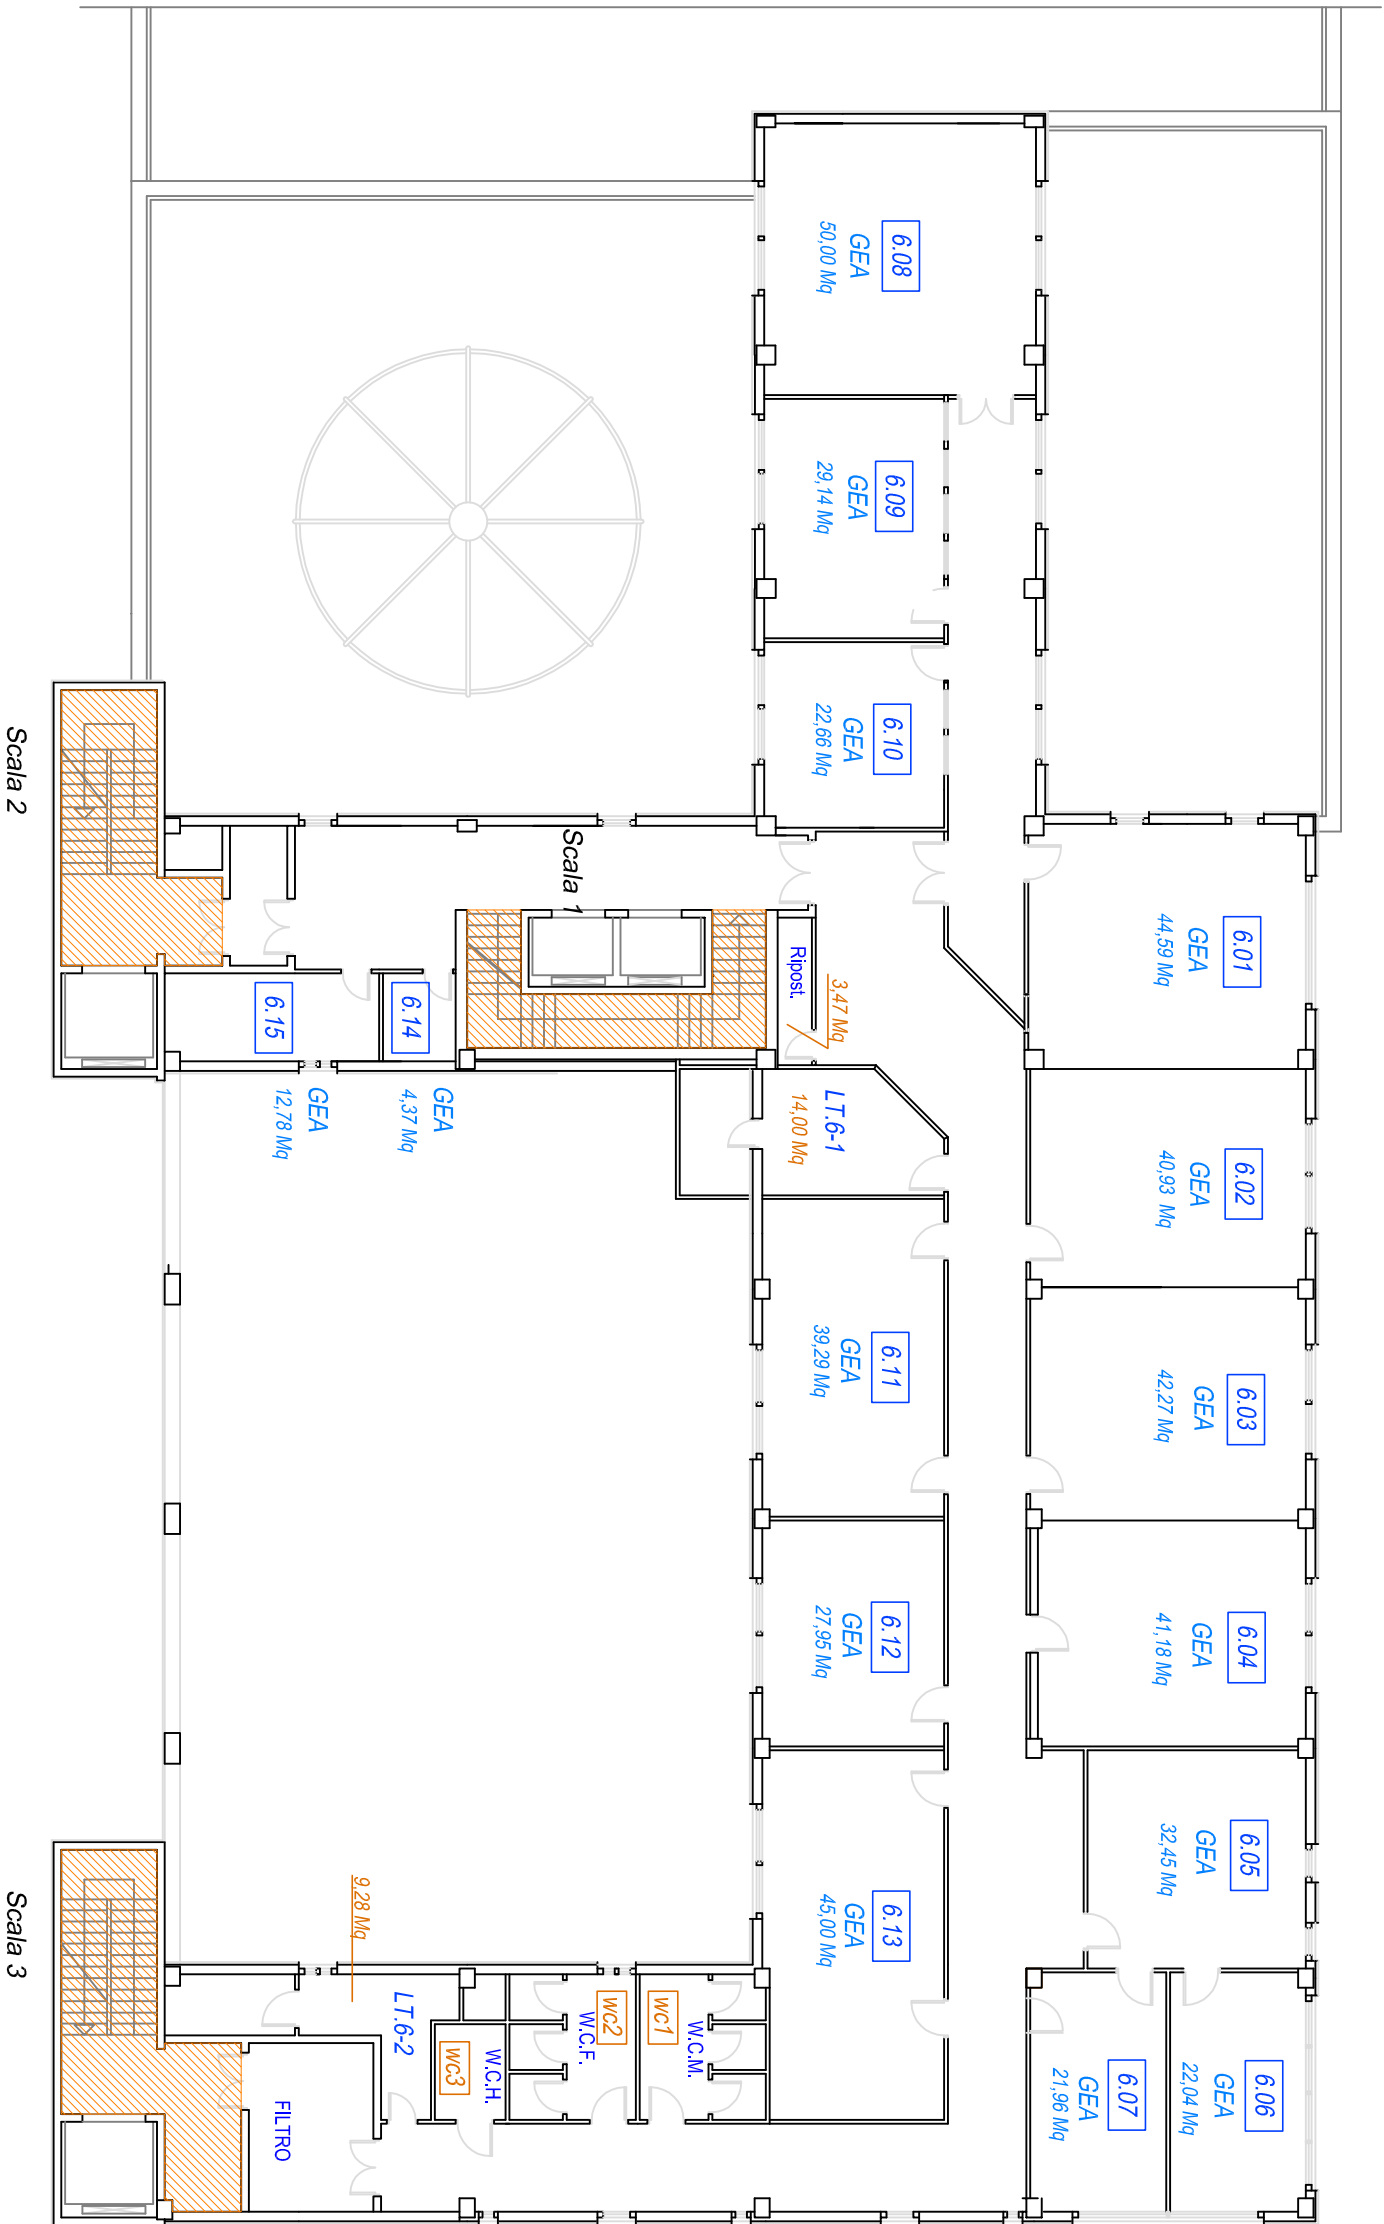 6.08
GEA
50,00 Mq
6.09
GEA
29,14 Mq
6.10
GEA
22,66 Mq
6.01
GEA
44,59 Mq
6.02
GEA
40,93 Mq
6.03
GEA
42,27 Mq
6.04
GEA
41,18 Mq
6.05
GEA
32,45 Mq
6.06
GEA
22,04 Mq
6.07
GEA
21,96 Mq
Scala 2
Scala 1
Ripost.
3,47 Mq
LT.6-1
14,00 Mq
6.15
GEA
12,78 Mq
6.14
GEA
4,37 Mq
6.11
GEA
39,29 Mq
6.12
GEA
27,95 Mq
6.13
GEA
45,00 Mq
Scala 3
9.28 Mq
LT.6-2
FILTRO
W.C.H.
wc3
W.C.F.
wc2
W.C.M.
wc1